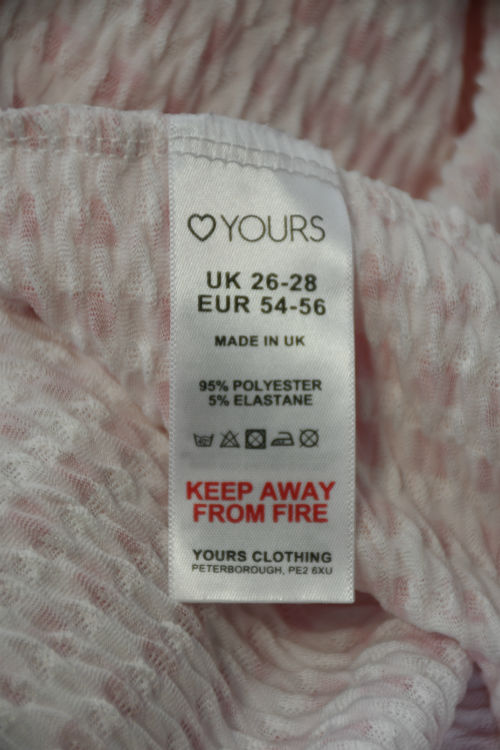 YOURS
UK 26-28
EUR 54-56
MADE IN UK
95% POLYESTER
5% ELASTANE
KEEP AWAY
FROM FIRE
YOURS CLOTHING
PETERBOROUGH, PE2 6XU